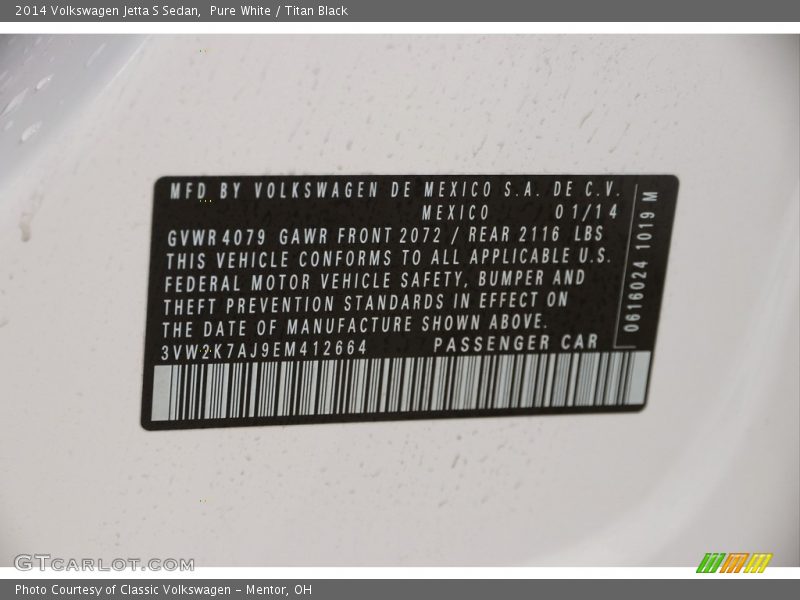 2014 Volkswagen Jetta S Sedan,  Pure White / Titan Black
MFD BY VOLKSWAGEN DE MEXICO S.A. DE C.V.
MEXICO 01/14
GVWR 4079 GAWR FRONT 2072 / REAR 2116 LBS
THIS VEHICLE CONFORMS TO ALL APPLICABLE U.S.
FEDERAL MOTOR VEHICLE SAFETY, BUMPER AND
THEFT PREVENTION STANDARDS IN EFFECT ON
THE DATE OF MANUFACTURE SHOWN ABOVE.
3VW2K7AJ9EM412664 PASSENGER CAR
0616024 1019 M
GTCARLOT.COM
Photo Courtesy of Classic Volkswagen - Mentor, OH